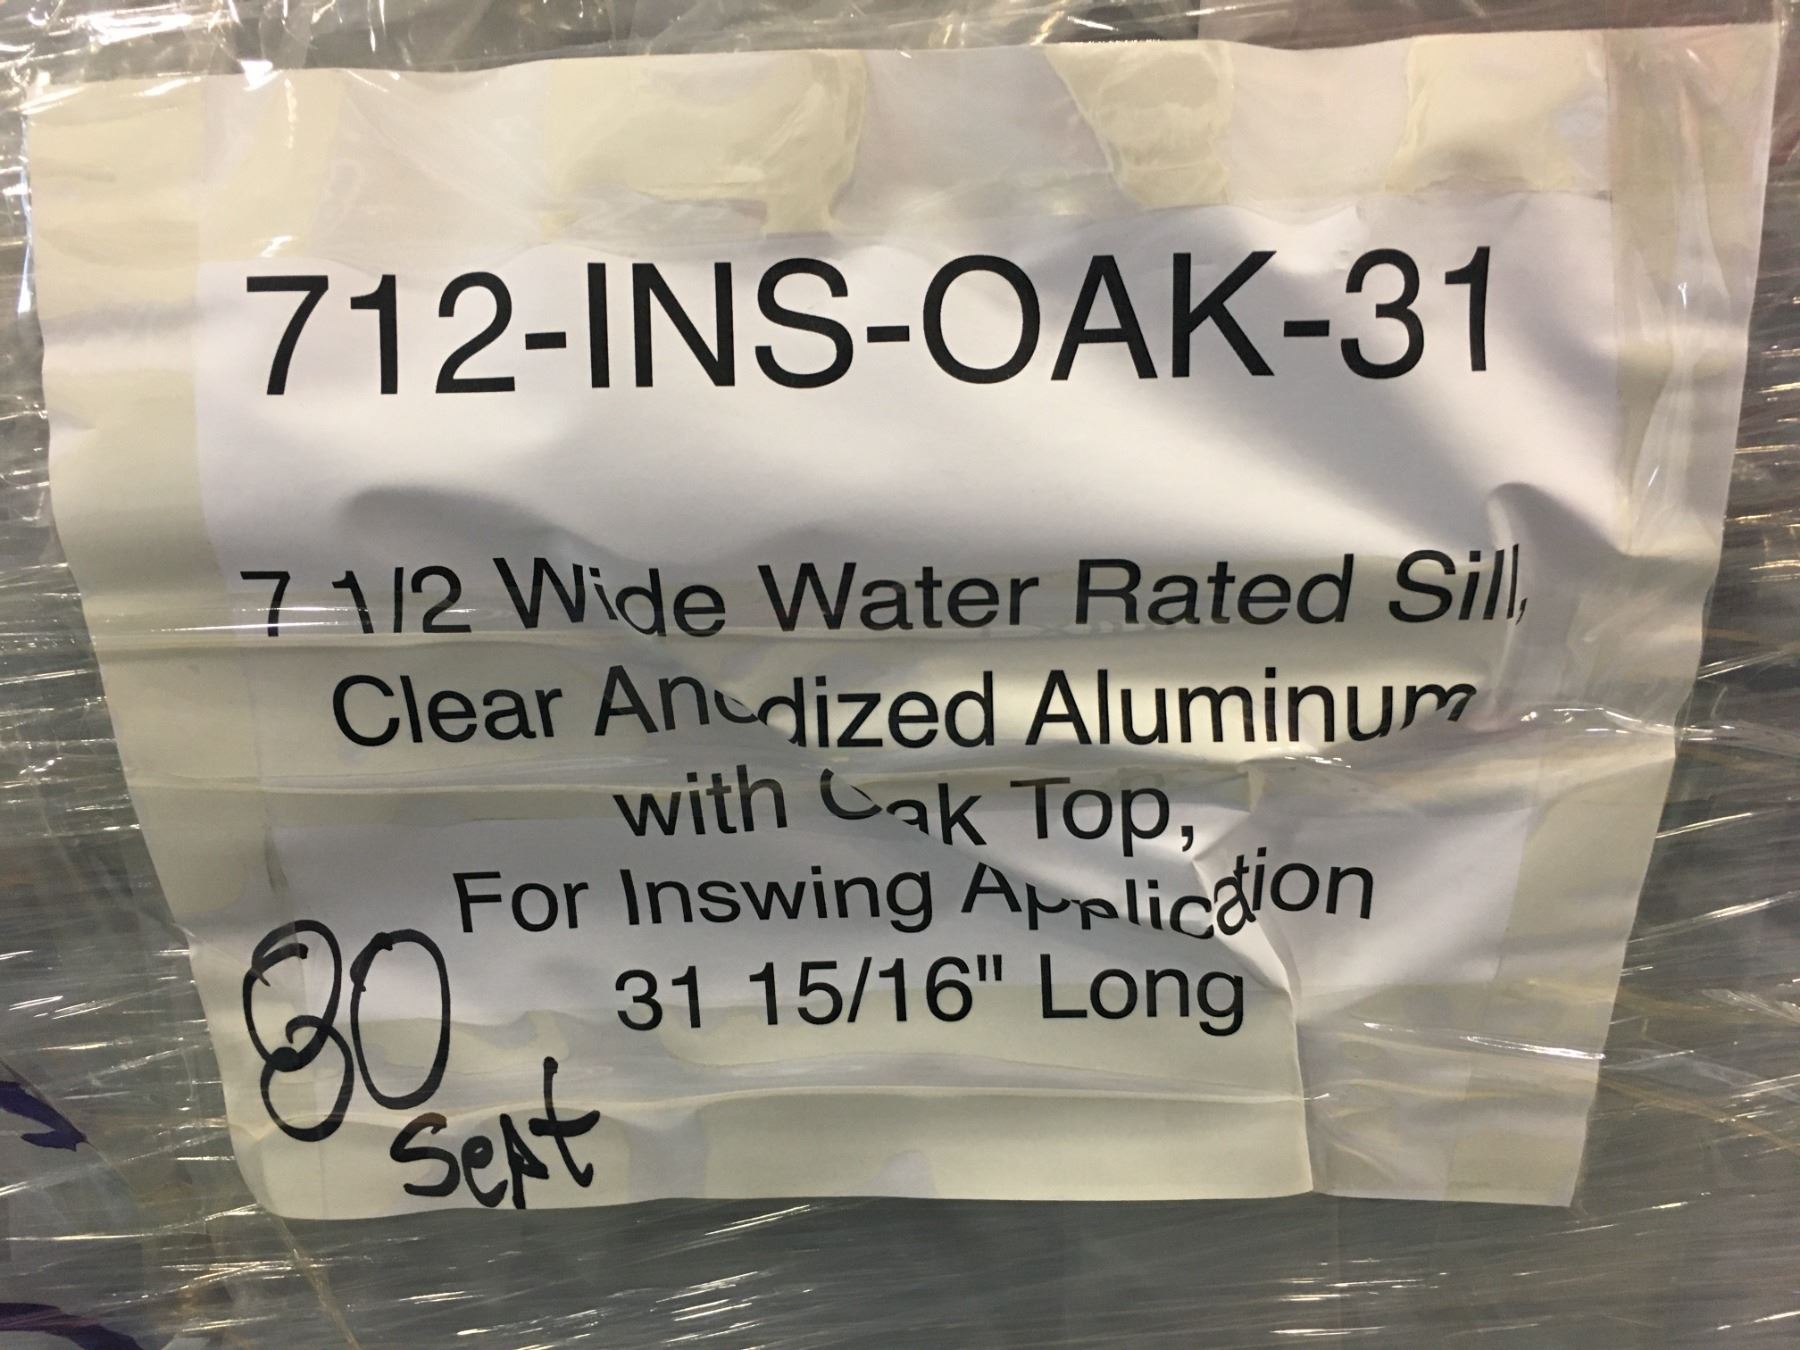 712-INS-OAK-31
7 1/2 Wide Water Rated Sill,
Clear Anodized Aluminum
with Oak Top,
For Inswing Application
31 15/16" Long
80
Sept